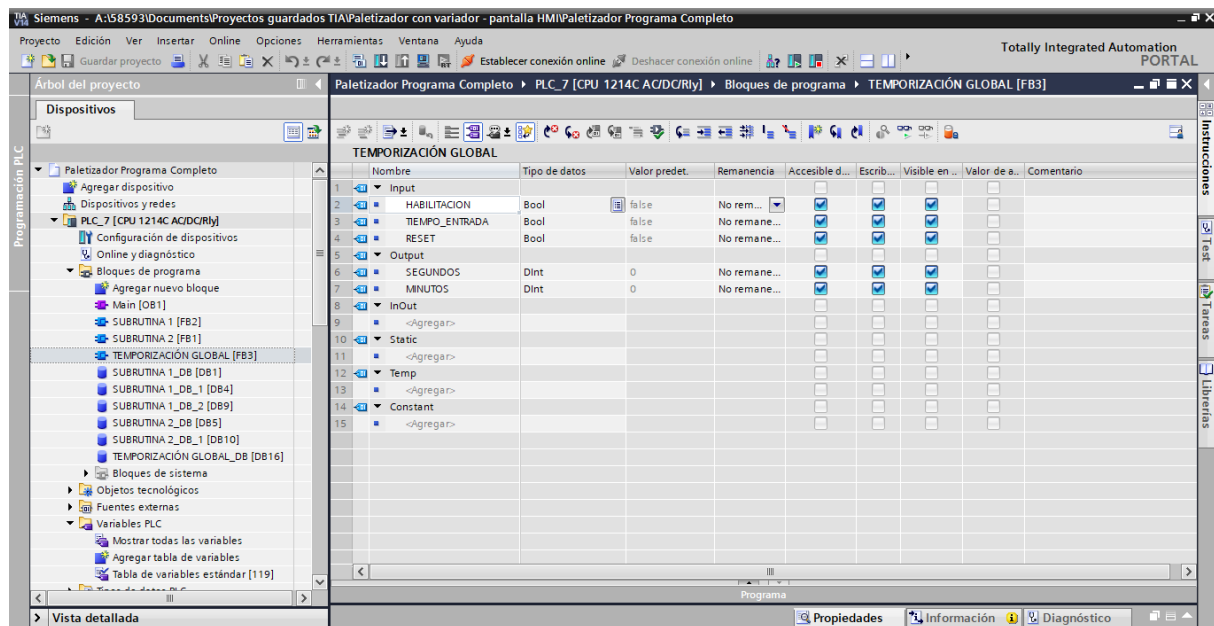 TIA V14 Siemens - A:\58593\Documents\Proyectos guardados TIA\Paletizador con variador - pantalla HMI\Paletizador Programa Completo
Proyecto Edición Ver Insertar Online Opciones Herramientas Ventana Ayuda
Totally Integrated Automation
PORTAL
Guardar proyecto Establecer conexión online Deshacer conexión online
Árbol del proyecto
Paletizador Programa Completo PLC_7 [CPU 1214C AC/DC/Rly] Bloques de programa TEMPORIZACIÓN GLOBAL [FB3]
Dispositivos
Programación PLC
Paletizador Programa Completo
Agregar dispositivo
Dispositivos y redes
PLC_7 [CPU 1214C AC/DC/Rly]
Configuración de dispositivos
Online y diagnóstico
Bloques de programa
Agregar nuevo bloque
Main [OB1]
SUBRUTINA 1 [FB2]
SUBRUTINA 2 [FB1]
TEMPORIZACIÓN GLOBAL [FB3]
SUBRUTINA 1_DB [DB1]
SUBRUTINA 1_DB_1 [DB4]
SUBRUTINA 1_DB_2 [DB9]
SUBRUTINA 2_DB [DB5]
SUBRUTINA 2_DB_1 [DB10]
TEMPORIZACIÓN GLOBAL_DB [DB16]
Bloques de sistema
Objetos tecnológicos
Fuentes externas
Variables PLC
Mostrar todas las variables
Agregar tabla de variables
Tabla de variables estándar [119]
Vista detallada
TEMPORIZACIÓN GLOBAL
Nombre Tipo de datos Valor predet. Remanencia Accesible d... Escrib... Visible en .. Valor de a.. Comentario
1 Input
2 HABILITACION Bool false No rem...
3 TIEMPO_ENTRADA Bool false No remane...
4 RESET Bool false No remane...
5 Output
6 SEGUNDOS DInt 0 No remane...
7 MINUTOS DInt 0 No remane...
8 InOut
9 <Agregar>
10 Static
11 <Agregar>
12 Temp
13 <Agregar>
14 Constant
15 <Agregar>
Programa
Propiedades Información Diagnóstico
Instrucciones
Test
Tareas
Librerías